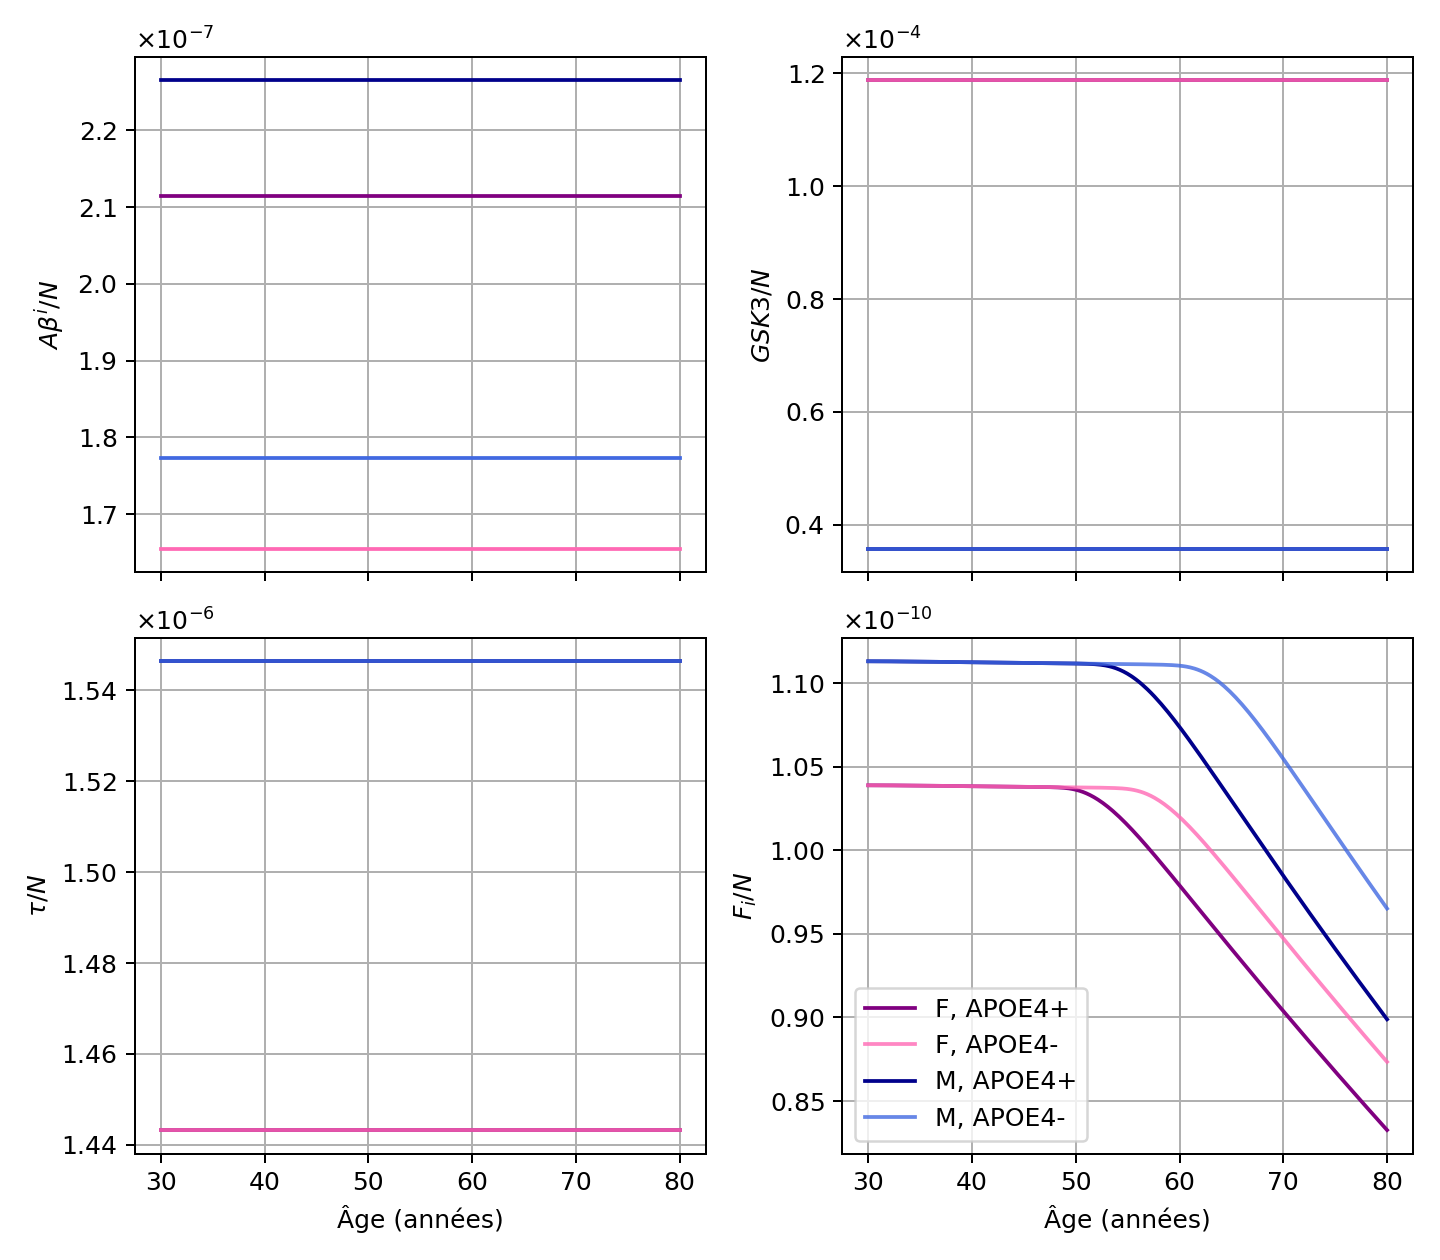 ×10⁻⁷
2.2
2.1
2.0
1.9
1.8
1.7
Aβⁱ/N
×10⁻⁴
1.2
1.0
0.8
0.6
0.4
GSK3/N
×10⁻⁶
1.54
1.52
1.50
1.48
1.46
1.44
τ/N
30 40 50 60 70 80
Âge (années)
×10⁻¹⁰
1.10
1.05
1.00
0.95
0.90
0.85
Fᵢ/N
F, APOE4+
F, APOE4-
M, APOE4+
M, APOE4-
30 40 50 60 70 80
Âge (années)